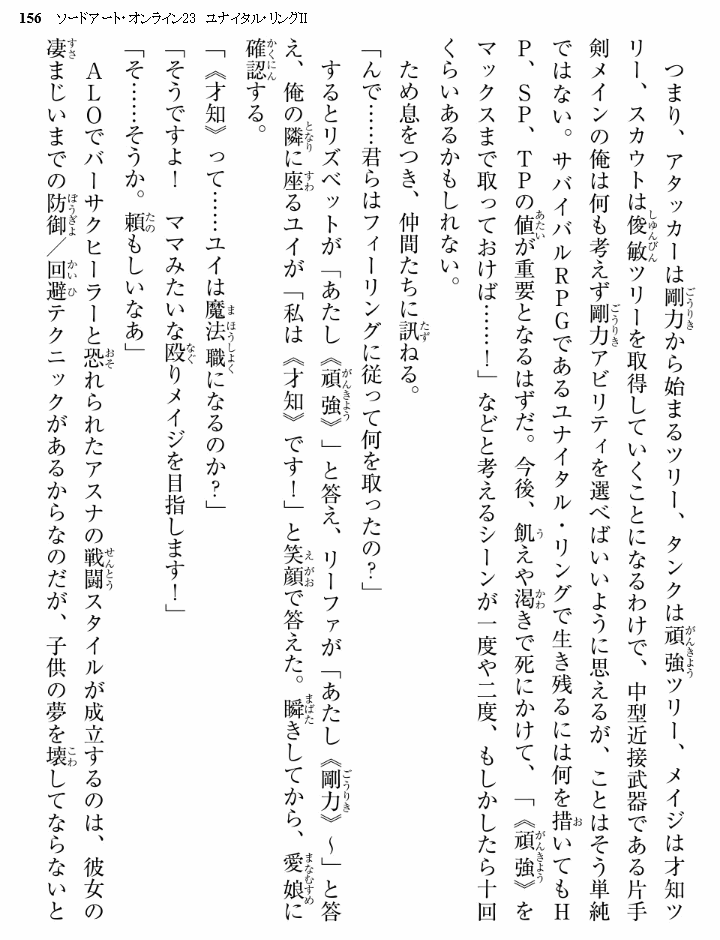 156 ソードアート・オンライン23 ユナイタル・リングⅡ
つまり、アタッカーは剛力から始まるツリー、タンクは頑強ツリー、メイジは才知ツ
リー、スカウトは俊敏ツリーを取得していくことになるわけで、中型近接武器である片手
剣メインの俺は何も考えず剛力アビリティを選べばいいように思えるが、ことはそう単純
ではない。サバイバルRPGであるユナイタル・リングで生き残るには何を措いてもH
P、SP、TPの値が重要となるはずだ。今後、飢えや渇きで死にかけて、「《頑強》を
マックスまで取っておけば……！」などと考えるシーンが一度や二度、もしかしたら十回
くらいあるかもしれない。
ため息をつき、仲間たちに訊ねる。
「んで……君らはフィーリングに従って何を取ったの？」
するとリズベットが「あたし《頑強》」と答え、リーファが「あたし《剛力》～」と答
え、俺の隣に座るユイが「私は《才知》です！」と笑顔で答えた。瞬きしてから、愛娘に
確認する。
「《才知》って……ユイは魔法職になるのか？」
「そうですよ！　ママみたいな殴りメイジを目指します！」
「そ……そうか。頼もしいなあ」
ALOでバーサクヒーラーと恐れられたアスナの戦闘スタイルが成立するのは、彼女の
凄まじいまでの防御／回避テクニックがあるからなのだが、子供の夢を壊してならないと